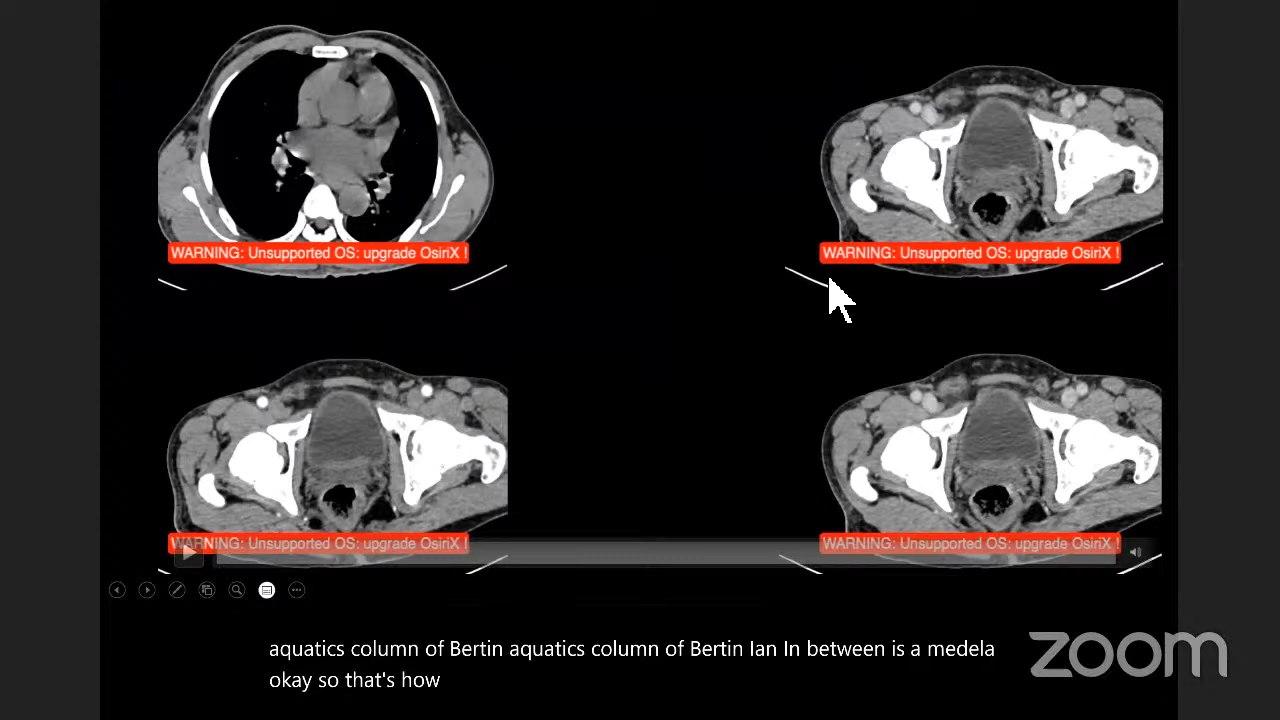 WARNING: Unsupported OS: upgrade OsiriX !
WARNING: Unsupported OS: upgrade OsiriX !
WARNING: Unsupported OS: upgrade OsiriX !
WARNING: Unsupported OS: upgrade OsiriX !
aquatics column of Bertin aquatics column of Bertin Ian In between is a medela
okay so that's how
zoom